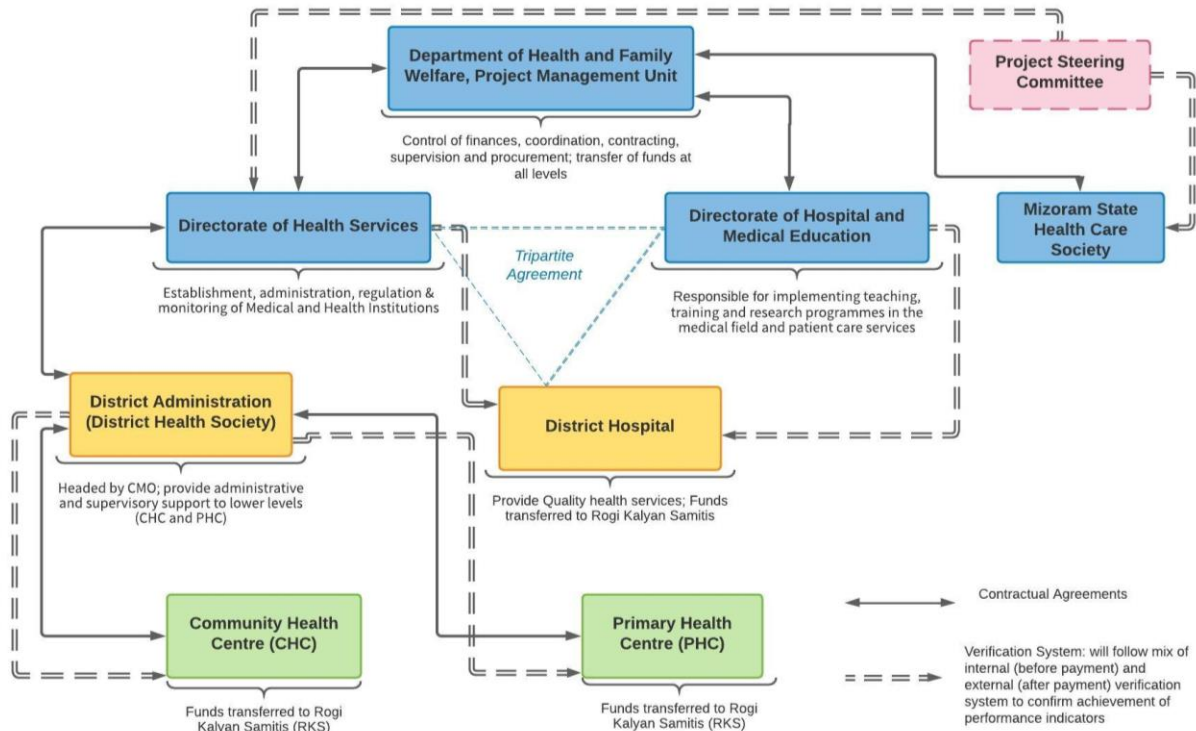 Department of Health and Family
Welfare, Project Management Unit
Project Steering
Committee
Control of finances, coordination, contracting,
supervision and procurement; transfer of funds at
all levels
Directorate of Health Services
Directorate of Hospital and
Medical Education
Mizoram State
Health Care
Society
Tripartite
Agreement
Establishment, administration, regulation &
monitoring of Medical and Health Institutions
Responsible for implementing teaching,
training and research programmes in the
medical field and patient care services
District Administration
(District Health Society)
District Hospital
Headed by CMO; provide administrative
and supervisory support to lower levels
(CHC and PHC)
Provide Quality health services; Funds
transferred to Rogi Kalyan Samitis
Community Health
Centre (CHC)
Primary Health
Centre (PHC)
Funds transferred to Rogi
Kalyan Samitis (RKS)
Funds transferred to Rogi
Kalyan Samitis (RKS)
Contractual Agreements
Verification System: will follow mix of
internal (before payment) and
external (after payment) verification
system to confirm achievement of
performance indicators